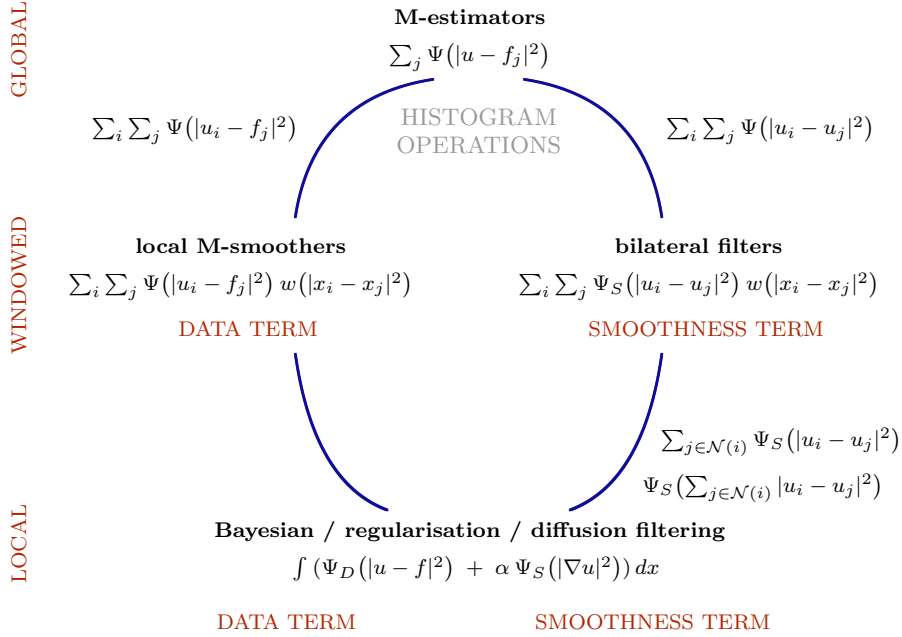 GLOBAL
M-estimators
∑_j Ψ(|u − f_j|²)
∑_i ∑_j Ψ(|u_i − f_j|²)
HISTOGRAM
OPERATIONS
∑_i ∑_j Ψ(|u_i − u_j|²)
WINDOWED
local M-smoothers
∑_i ∑_j Ψ(|u_i − f_j|²) w(|x_i − x_j|²)
DATA TERM
bilateral filters
∑_i ∑_j Ψ_S(|u_i − u_j|²) w(|x_i − x_j|²)
SMOOTHNESS TERM
∑_{j∈𝒩(i)} Ψ_S(|u_i − u_j|²)
Ψ_S(∑_{j∈𝒩(i)} |u_i − u_j|²)
LOCAL
Bayesian / regularisation / diffusion filtering
∫ (Ψ_D(|u − f|²) + α Ψ_S(|∇u|²)) dx
DATA TERM
SMOOTHNESS TERM